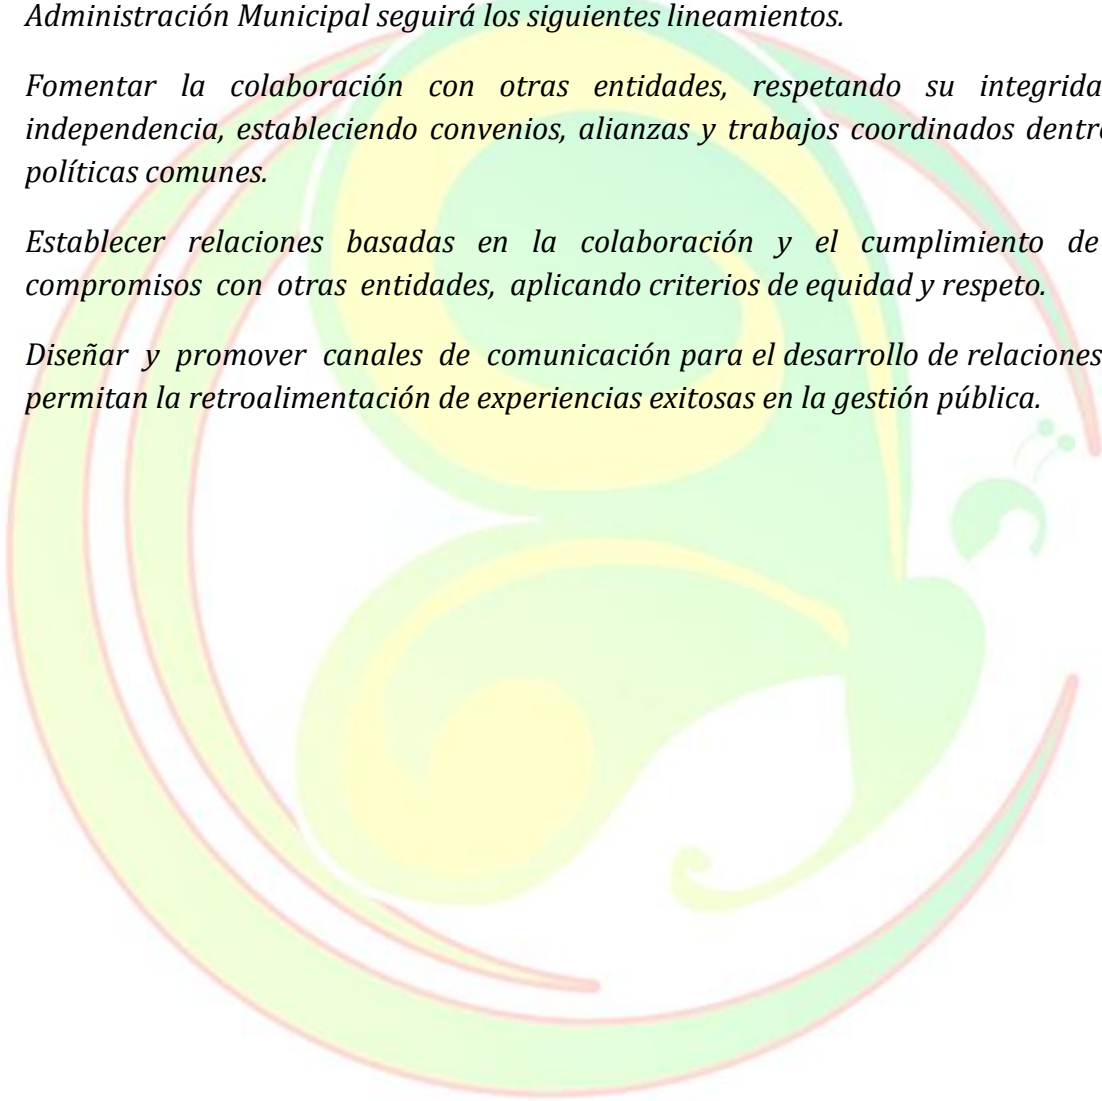 Administración Municipal seguirá los siguientes lineamientos.
Fomentar la colaboración con otras entidades, respetando su integrida
independencia, estableciendo convenios, alianzas y trabajos coordinados dentro
políticas comunes.
Establecer relaciones basadas en la colaboración y el cumplimiento de
compromisos con otras entidades, aplicando criterios de equidad y respeto.
Diseñar y promover canales de comunicación para el desarrollo de relaciones
permitan la retroalimentación de experiencias exitosas en la gestión pública.